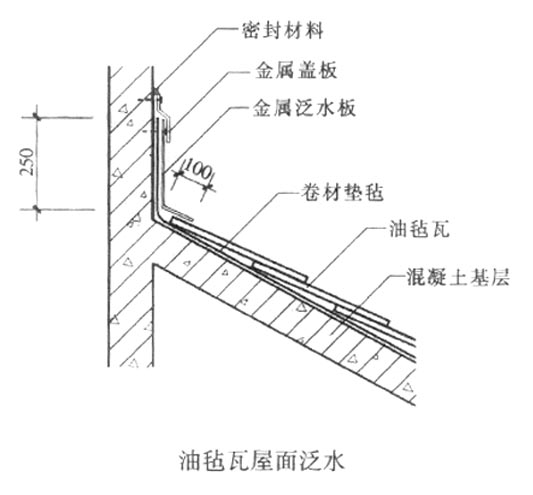 密封材料
金属盖板
金属泛水板
250
100
卷材垫毡
油毡瓦
混凝土基层
油毡瓦屋面泛水